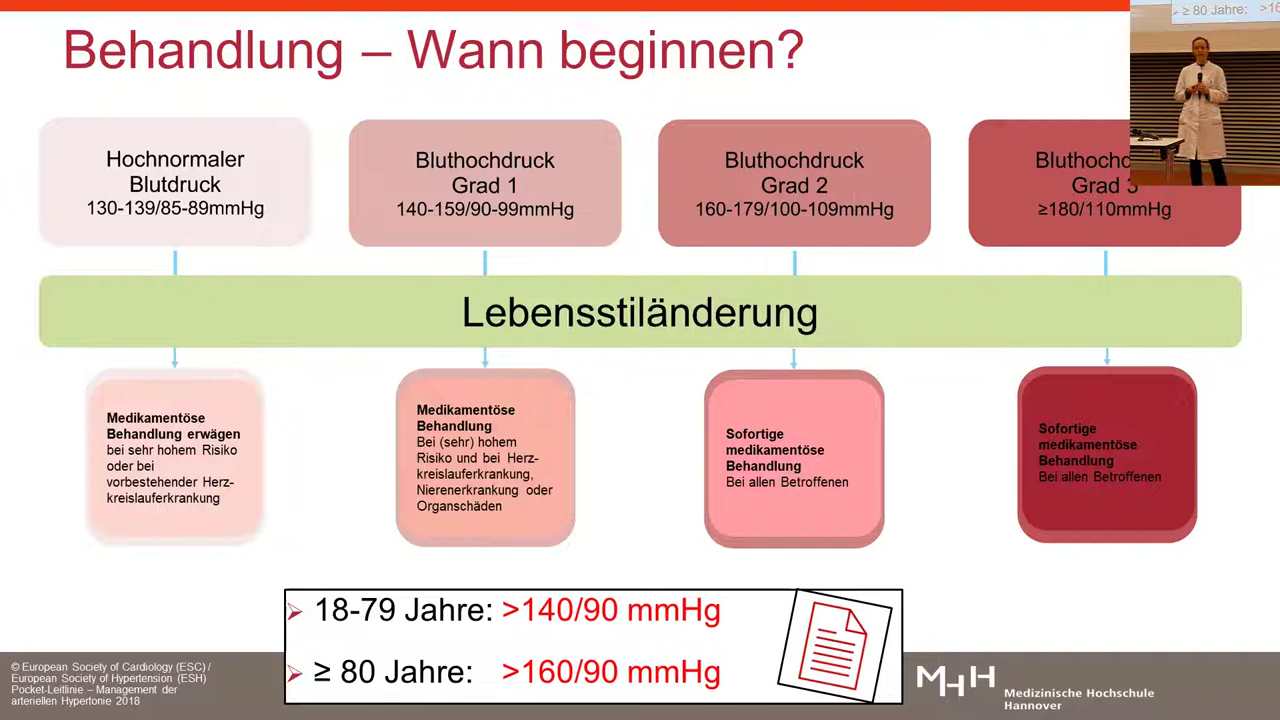 Behandlung – Wann beginnen?
≥ 80 Jahre: >16
Hochnormaler
Blutdruck
130-139/85-89mmHg
Bluthochdruck
Grad 1
140-159/90-99mmHg
Bluthochdruck
Grad 2
160-179/100-109mmHg
Bluthochd
Grad 3
≥180/110mmHg
Lebensstiländerung
Medikamentöse
Behandlung erwägen
bei sehr hohem Risiko
oder bei
vorbestehender Herz-
kreislauferkrankung
Medikamentöse
Behandlung
Bei (sehr) hohem
Risiko und bei Herz-
kreislauferkrankung,
Nierenerkrankung oder
Organschäden
Sofortige
medikamentöse
Behandlung
Bei allen Betroffenen
Sofortige
medikamentöse
Behandlung
Bei allen Betroffenen
18-79 Jahre: >140/90 mmHg
≥ 80 Jahre: >160/90 mmHg
© European Society of Cardiology (ESC) /
European Society of Hypertension (ESH)
Pocket-Leitlinie – Management der
arteriellen Hypertonie 2018
MHH
Medizinische Hochschule
Hannover